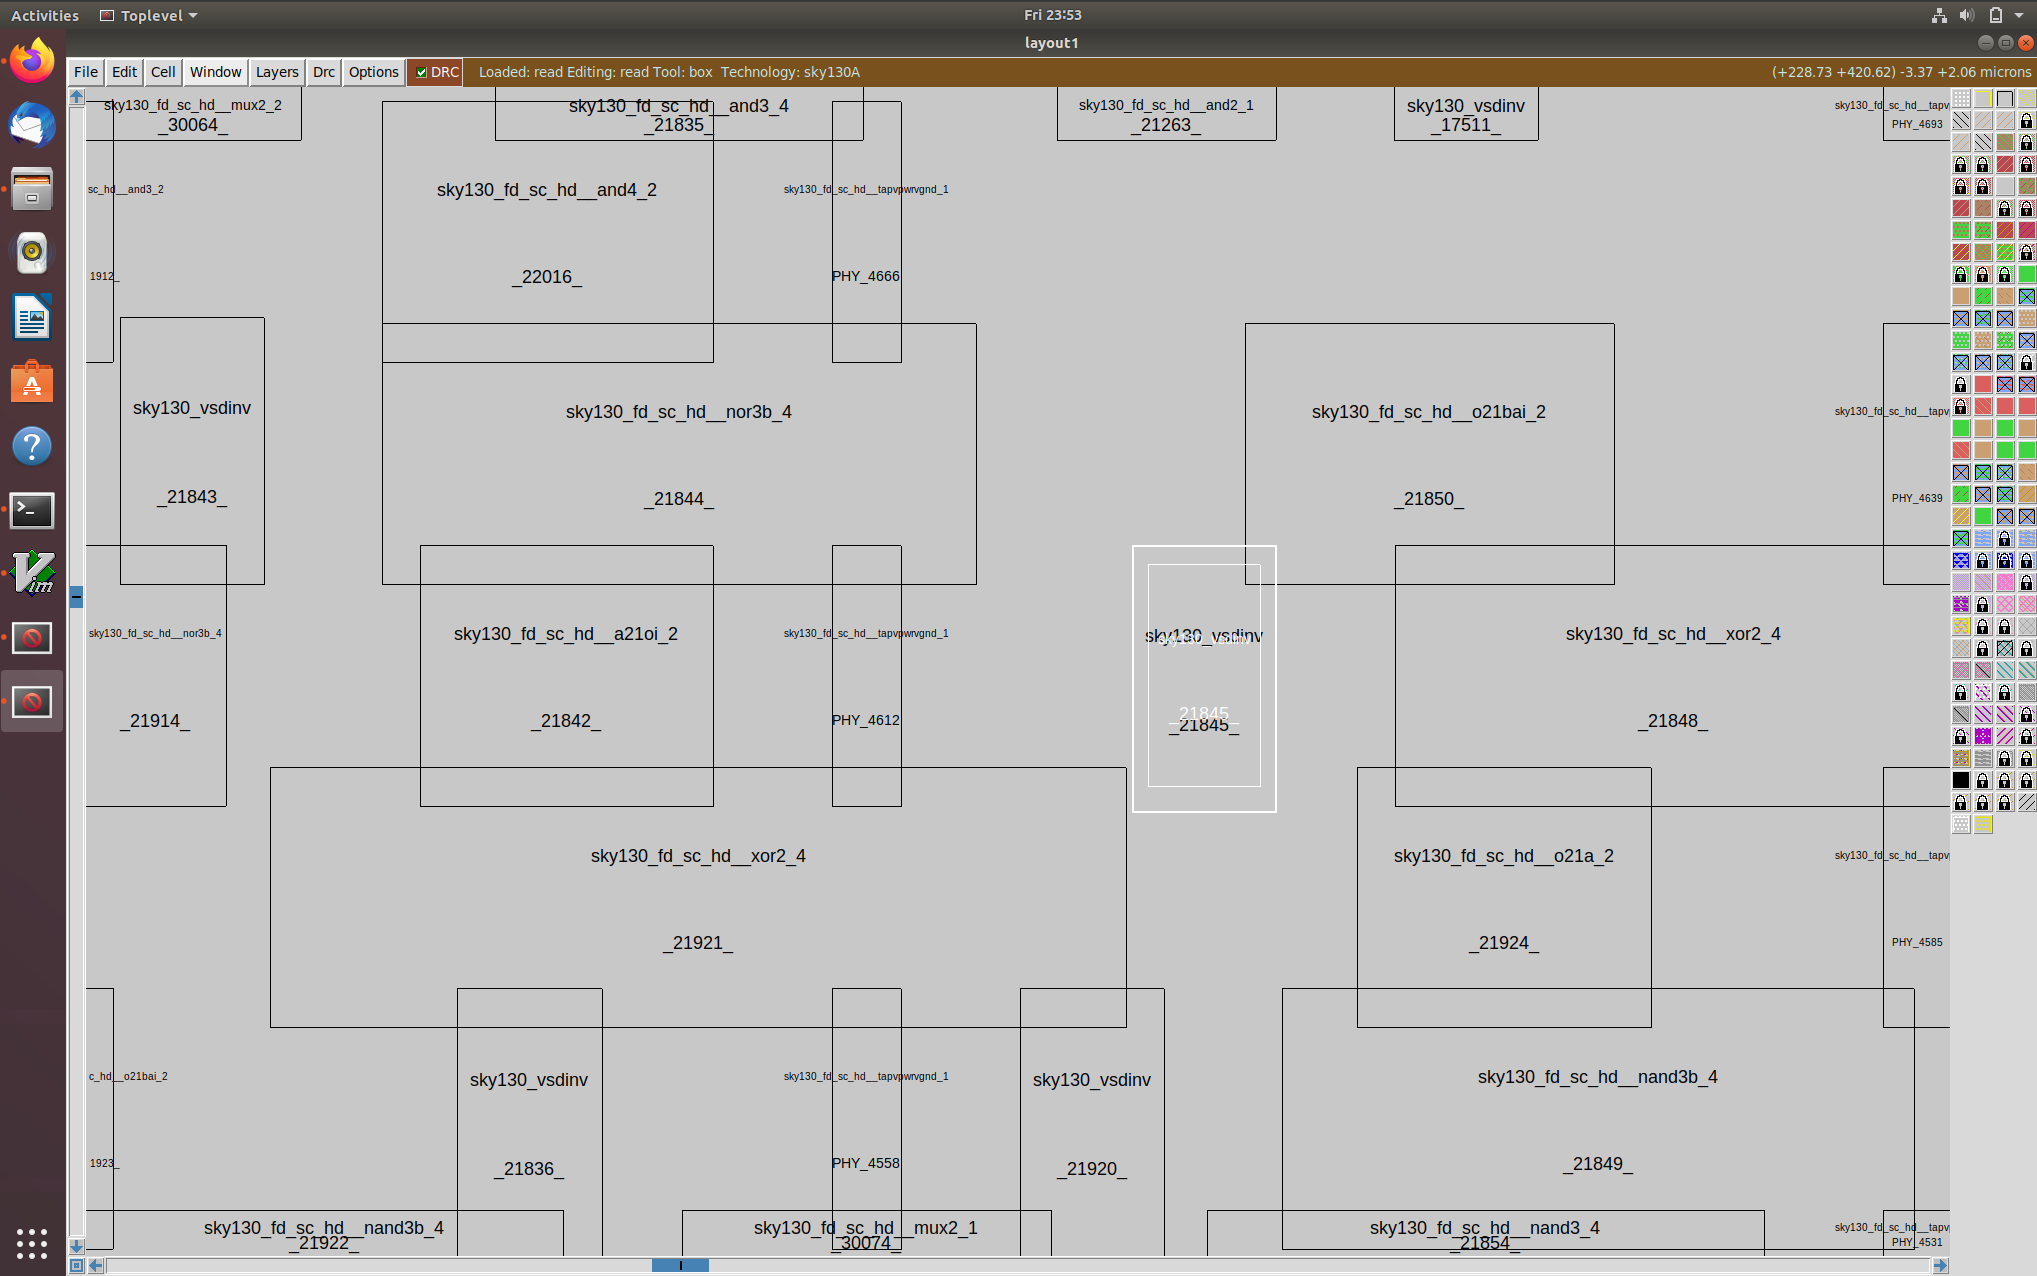 Activities Toplevel Fri 23:53
layout1
File Edit Cell Window Layers Drc Options DRC Loaded: read Editing: read Tool: box Technology: sky130A (+228.73 +420.62) -3.37 +2.06 microns
sky130_fd_sc_hd__mux2_2 sky130_fd_sc_hd__and3_4 sky130_fd_sc_hd__and2_1 sky130_vsdinv sky130_fd_sc_hd__tapv
_30064_ _21835_ _21263_ _17511_ PHY_4693
sc_hd__and3_2 sky130_fd_sc_hd__and4_2 sky130_fd_sc_hd__tapvpwrvgnd_1
1912_ _22016_ PHY_4666
sky130_vsdinv sky130_fd_sc_hd__nor3b_4 sky130_fd_sc_hd__o21bai_2 sky130_fd_sc_hd__tapv
_21843_ _21844_ _21850_ PHY_4639
sky130_fd_sc_hd__nor3b_4 sky130_fd_sc_hd__a21oi_2 sky130_fd_sc_hd__tapvpwrvgnd_1 sky130_vsdinv sky130_fd_sc_hd__xor2_4
sky130_vsdinv
_21845_
_21914_ _21842_ PHY_4612 _21845_ _21848_
sky130_fd_sc_hd__xor2_4 sky130_fd_sc_hd__o21a_2 sky130_fd_sc_hd__tapv
_21921_ _21924_ PHY_4585
c_hd__o21bai_2 sky130_vsdinv sky130_fd_sc_hd__tapvpwrvgnd_1 sky130_vsdinv sky130_fd_sc_hd__nand3b_4
1923_ _21836_ PHY_4558 _21920_ _21849_
sky130_fd_sc_hd__nand3b_4 sky130_fd_sc_hd__mux2_1 sky130_fd_sc_hd__nand3_4 sky130_fd_sc_hd__tapv
_21922_ _30074_ _21854_ PHY_4531